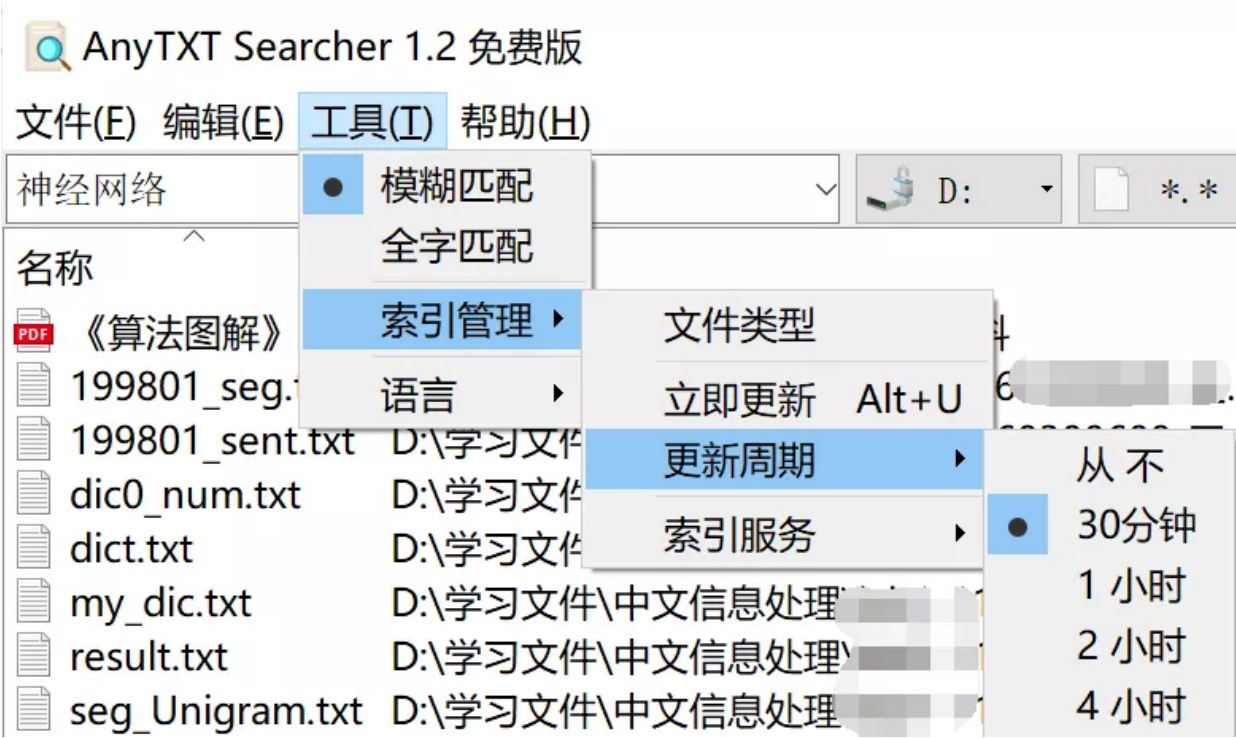 AnyTXT Searcher 1.2 免费版
文件(F) 编辑(E) 工具(T) 帮助(H)
神经网络
D:
*.*
模糊匹配
全字匹配
索引管理
语言
文件类型
立即更新 Alt+U
更新周期
索引服务
从 不
30分钟
1 小时
2 小时
4 小时
名称
PDF 《算法图解》
199801_seg.
199801_sent.txt D:\学习文件
dic0_num.txt D:\学习文件
dict.txt D:\学习文件
my_dic.txt D:\学习文件\中文信息处理\
result.txt D:\学习文件\中文信息处理\
seg_Unigram.txt D:\学习文件\中文信息处理